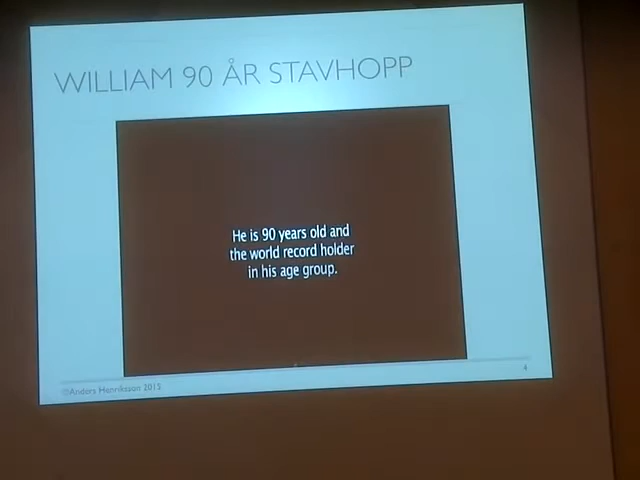 WILLIAM 90 ÅR STAVHOPP
He is 90 years old and
the world record holder
in his age group.
©Anders Henriksson 2015
4